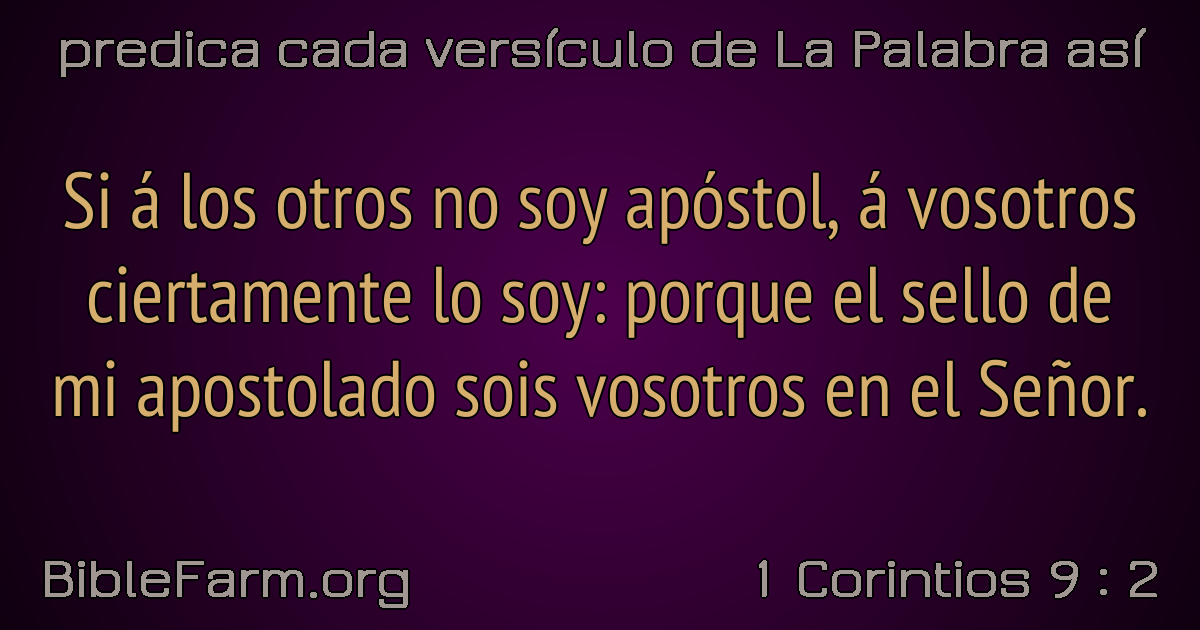 predica cada versículo de La Palabra así
Si á los otros no soy apóstol, á vosotros
ciertamente lo soy: porque el sello de
mi apostolado sois vosotros en el Señor.
BibleFarm.org
1 Corintios 9 : 2